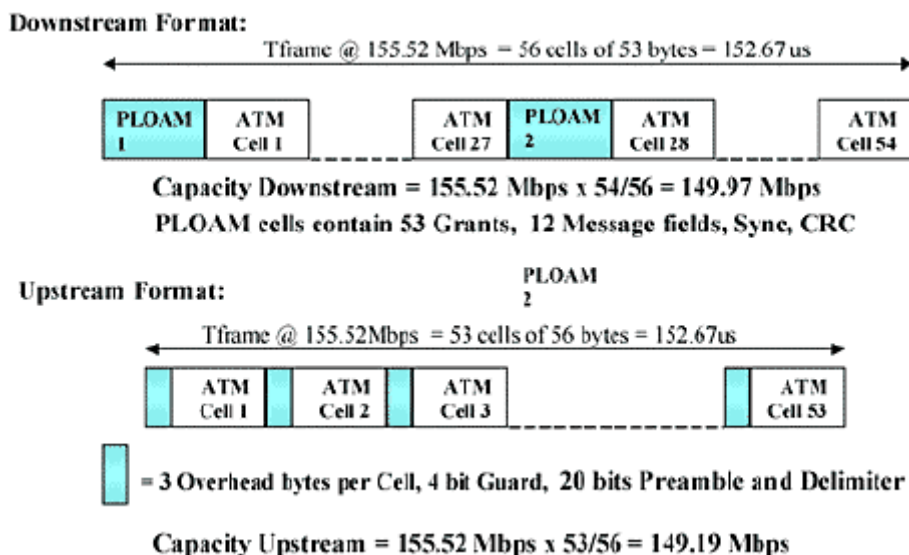 Downstream Format:
Tframe @ 155.52 Mbps = 56 cells of 53 bytes = 152.67 us
PLOAM 1
ATM Cell 1
ATM Cell 27
PLOAM 2
ATM Cell 28
ATM Cell 54
Capacity Downstream = 155.52 Mbps x 54/56 = 149.97 Mbps
PLOAM cells contain 53 Grants, 12 Message fields, Sync, CRC
PLOAM 2
Upstream Format:
Tframe @ 155.52Mbps = 53 cells of 56 bytes = 152.67us
ATM Cell 1
ATM Cell 2
ATM Cell 3
ATM Cell 53
= 3 Overhead bytes per Cell, 4 bit Guard, 20 bits Preamble and Delimiter
Capacity Upstream = 155.52 Mbps x 53/56 = 149.19 Mbps